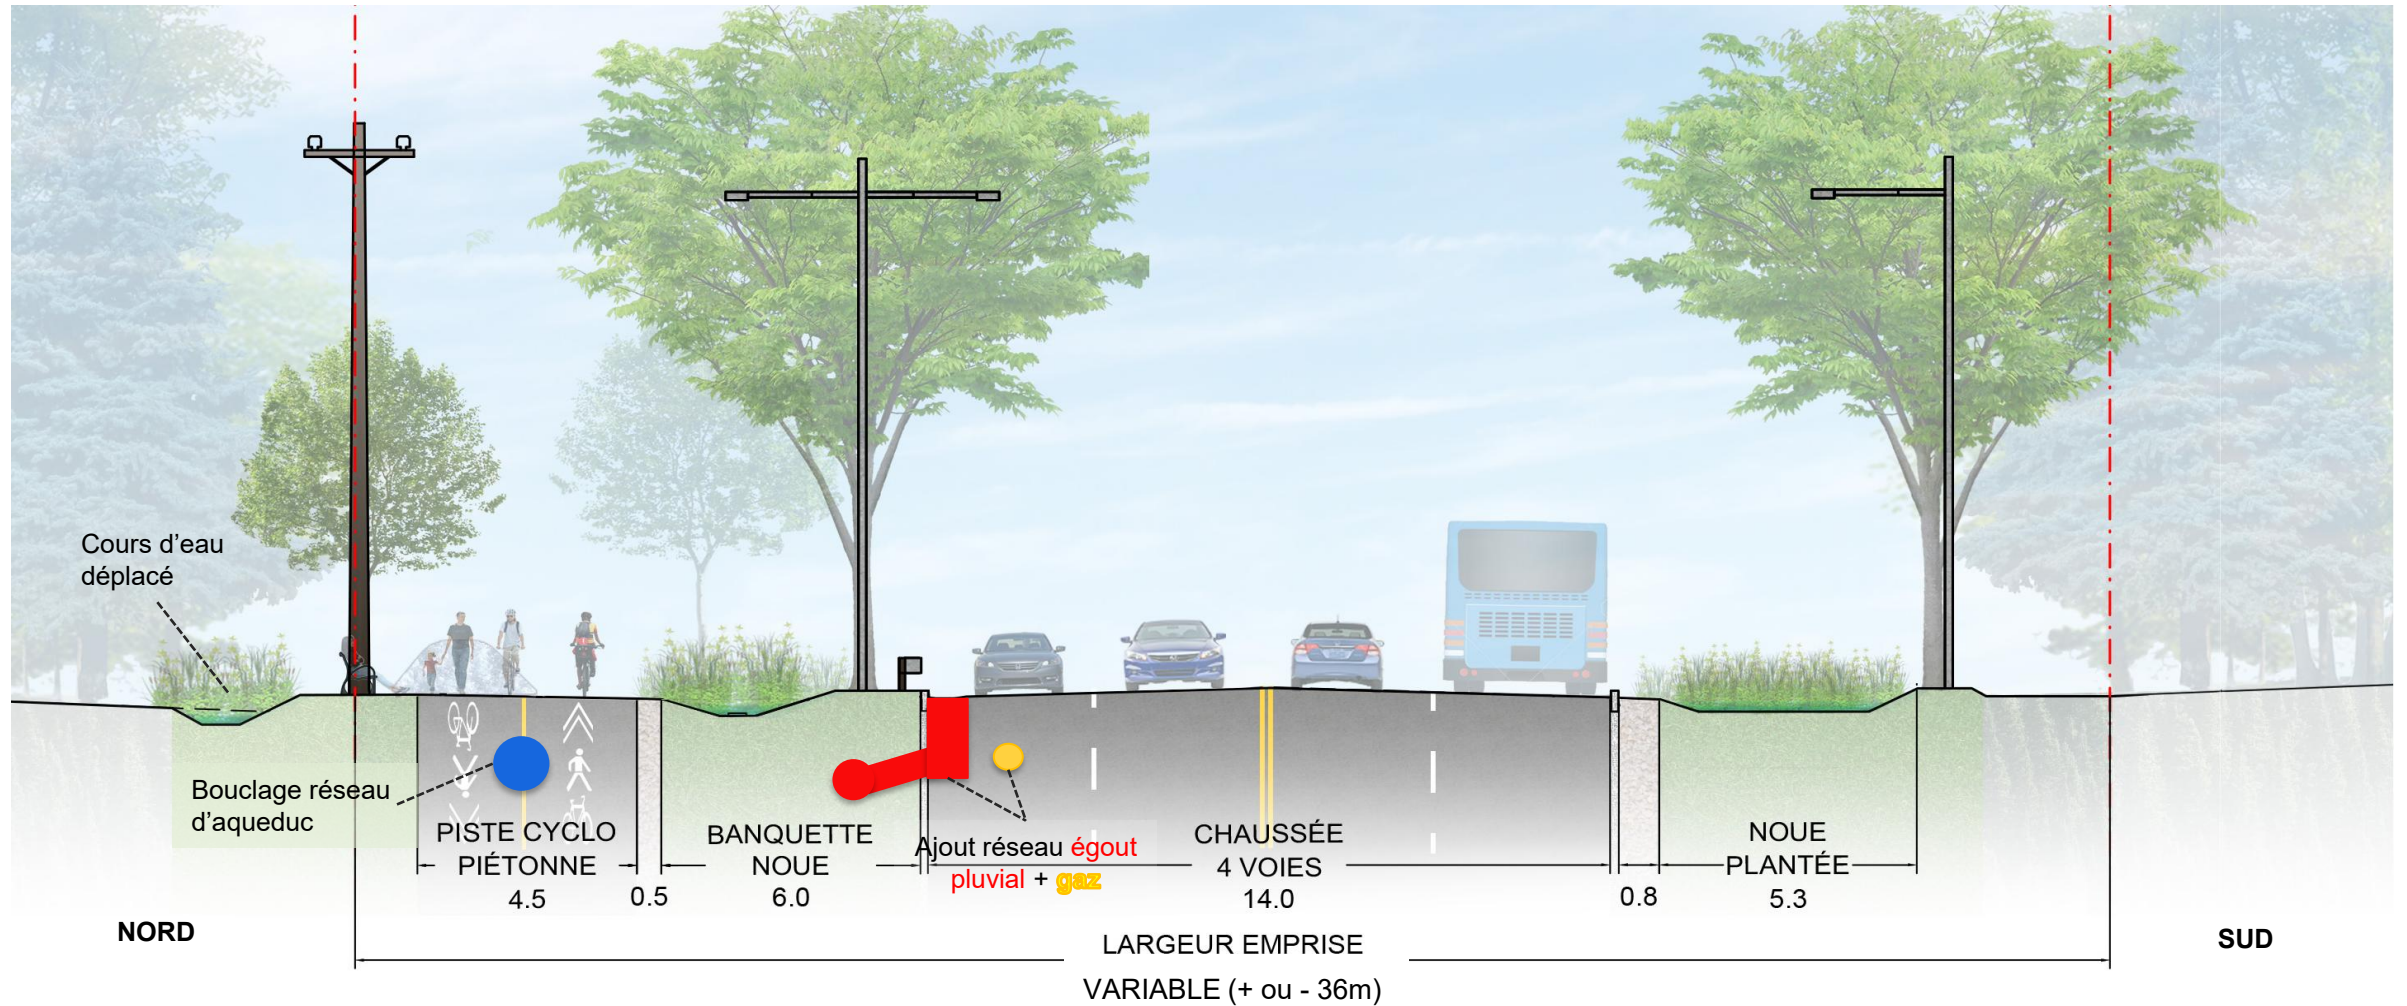 Cours d'eau
déplacé
Bouclage réseau
d'aqueduc
PISTE CYCLO
PIÉTONNE
4.5
0.5
BANQUETTE
NOUE
6.0
Ajout réseau égout
pluvial + gaz
CHAUSSÉE
4 VOIES
14.0
0.8
NOUE
PLANTÉE
5.3
NORD
SUD
LARGEUR EMPRISE
VARIABLE (+ ou - 36m)